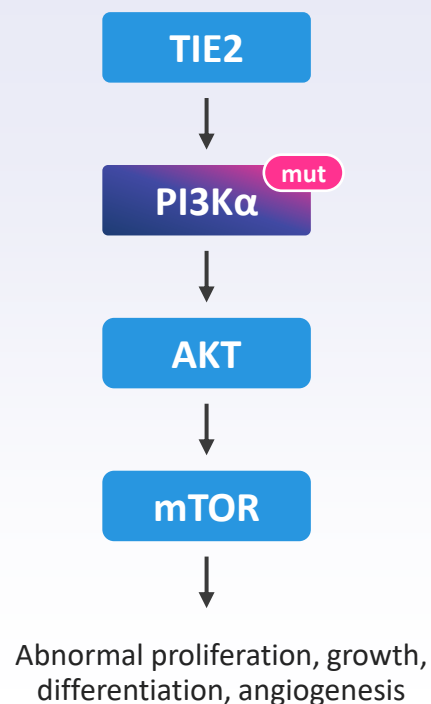 TIE2
mut
PI3Kα
AKT
mTOR
Abnormal proliferation, growth,
differentiation, angiogenesis